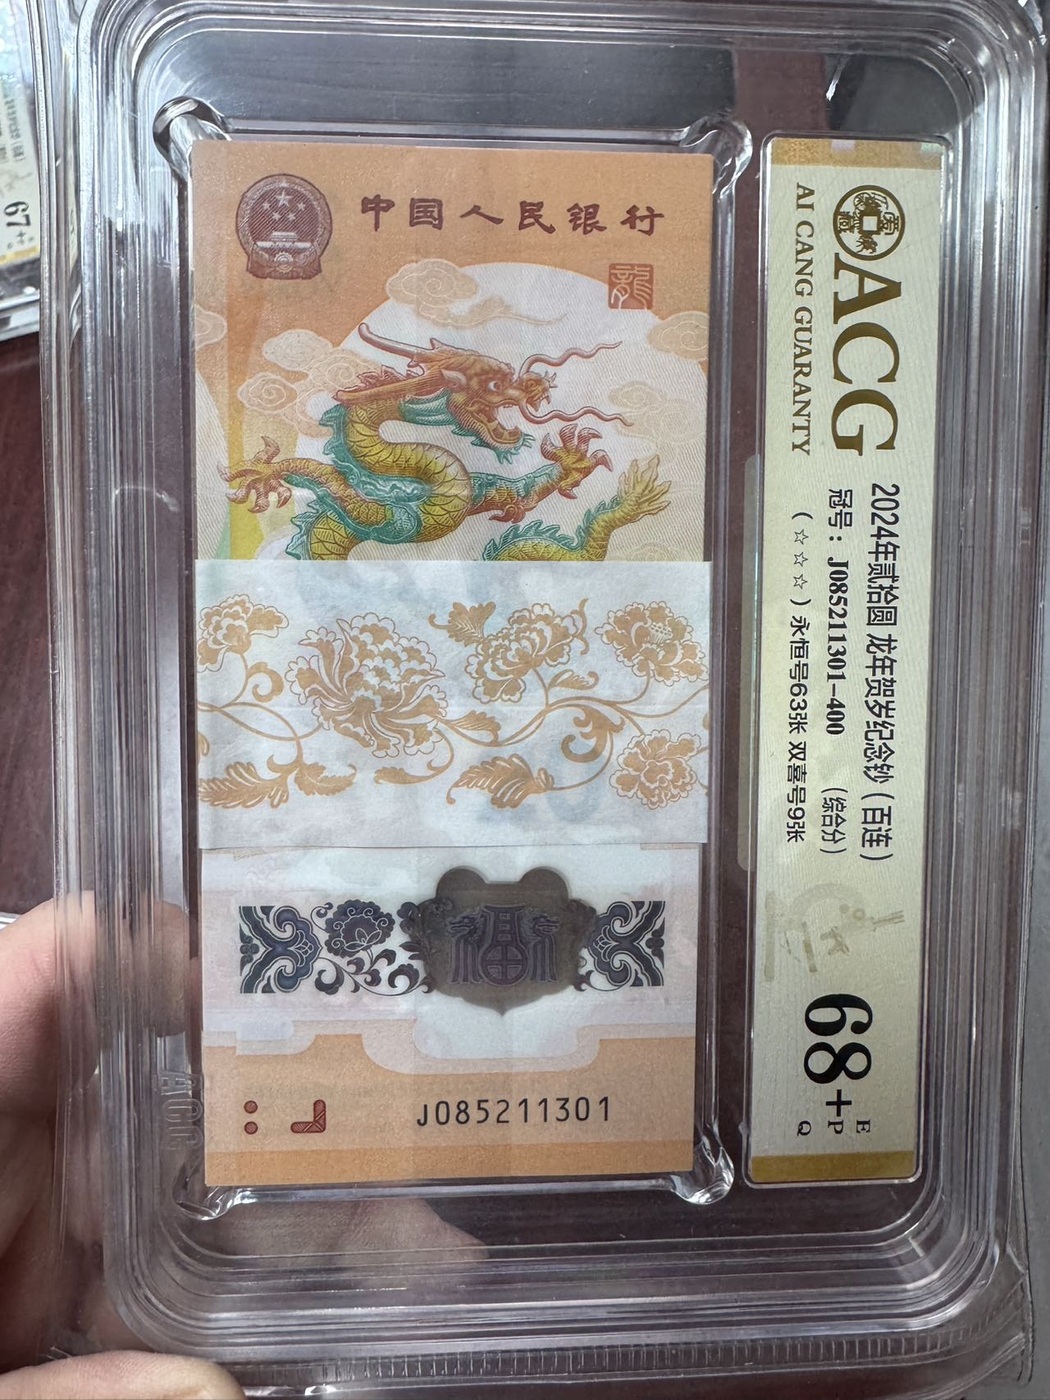 中国人民银行
龍
J085211301
ACG
AI CANG GUARANTY
2024年贰拾圆 龙年贺岁纪念钞（百连）
冠号：J085211301-400 （综合分）
（☆☆☆）永恒号63张 双喜号9张
68+
E
P
Q
67